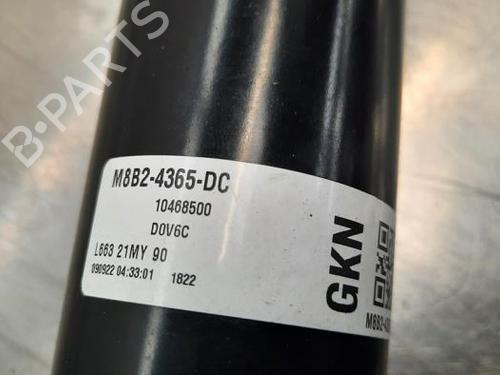 B-PARTS
M8B2-4365-DC
10468500
D0V6C
L663 21MY 90
090922 04:33:01 1822
GKN